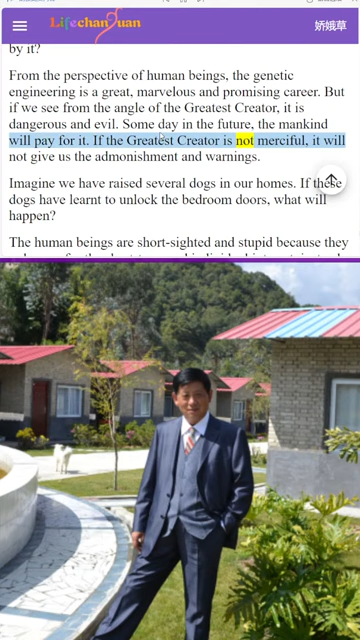 Lifechanyuan
娇娥草
by it?
From the perspective of human beings, the genetic
engineering is a great, marvelous and promising career. But
if we see from the angle of the Greatest Creator, it is
dangerous and evil. Some day in the future, the mankind
will pay for it. If the Greatest Creator is not merciful, it will
not give us the admonishment and warnings.
Imagine we have raised several dogs in our homes. If these
dogs have learnt to unlock the bedroom doors, what will
happen?
The human beings are short-sighted and stupid because they